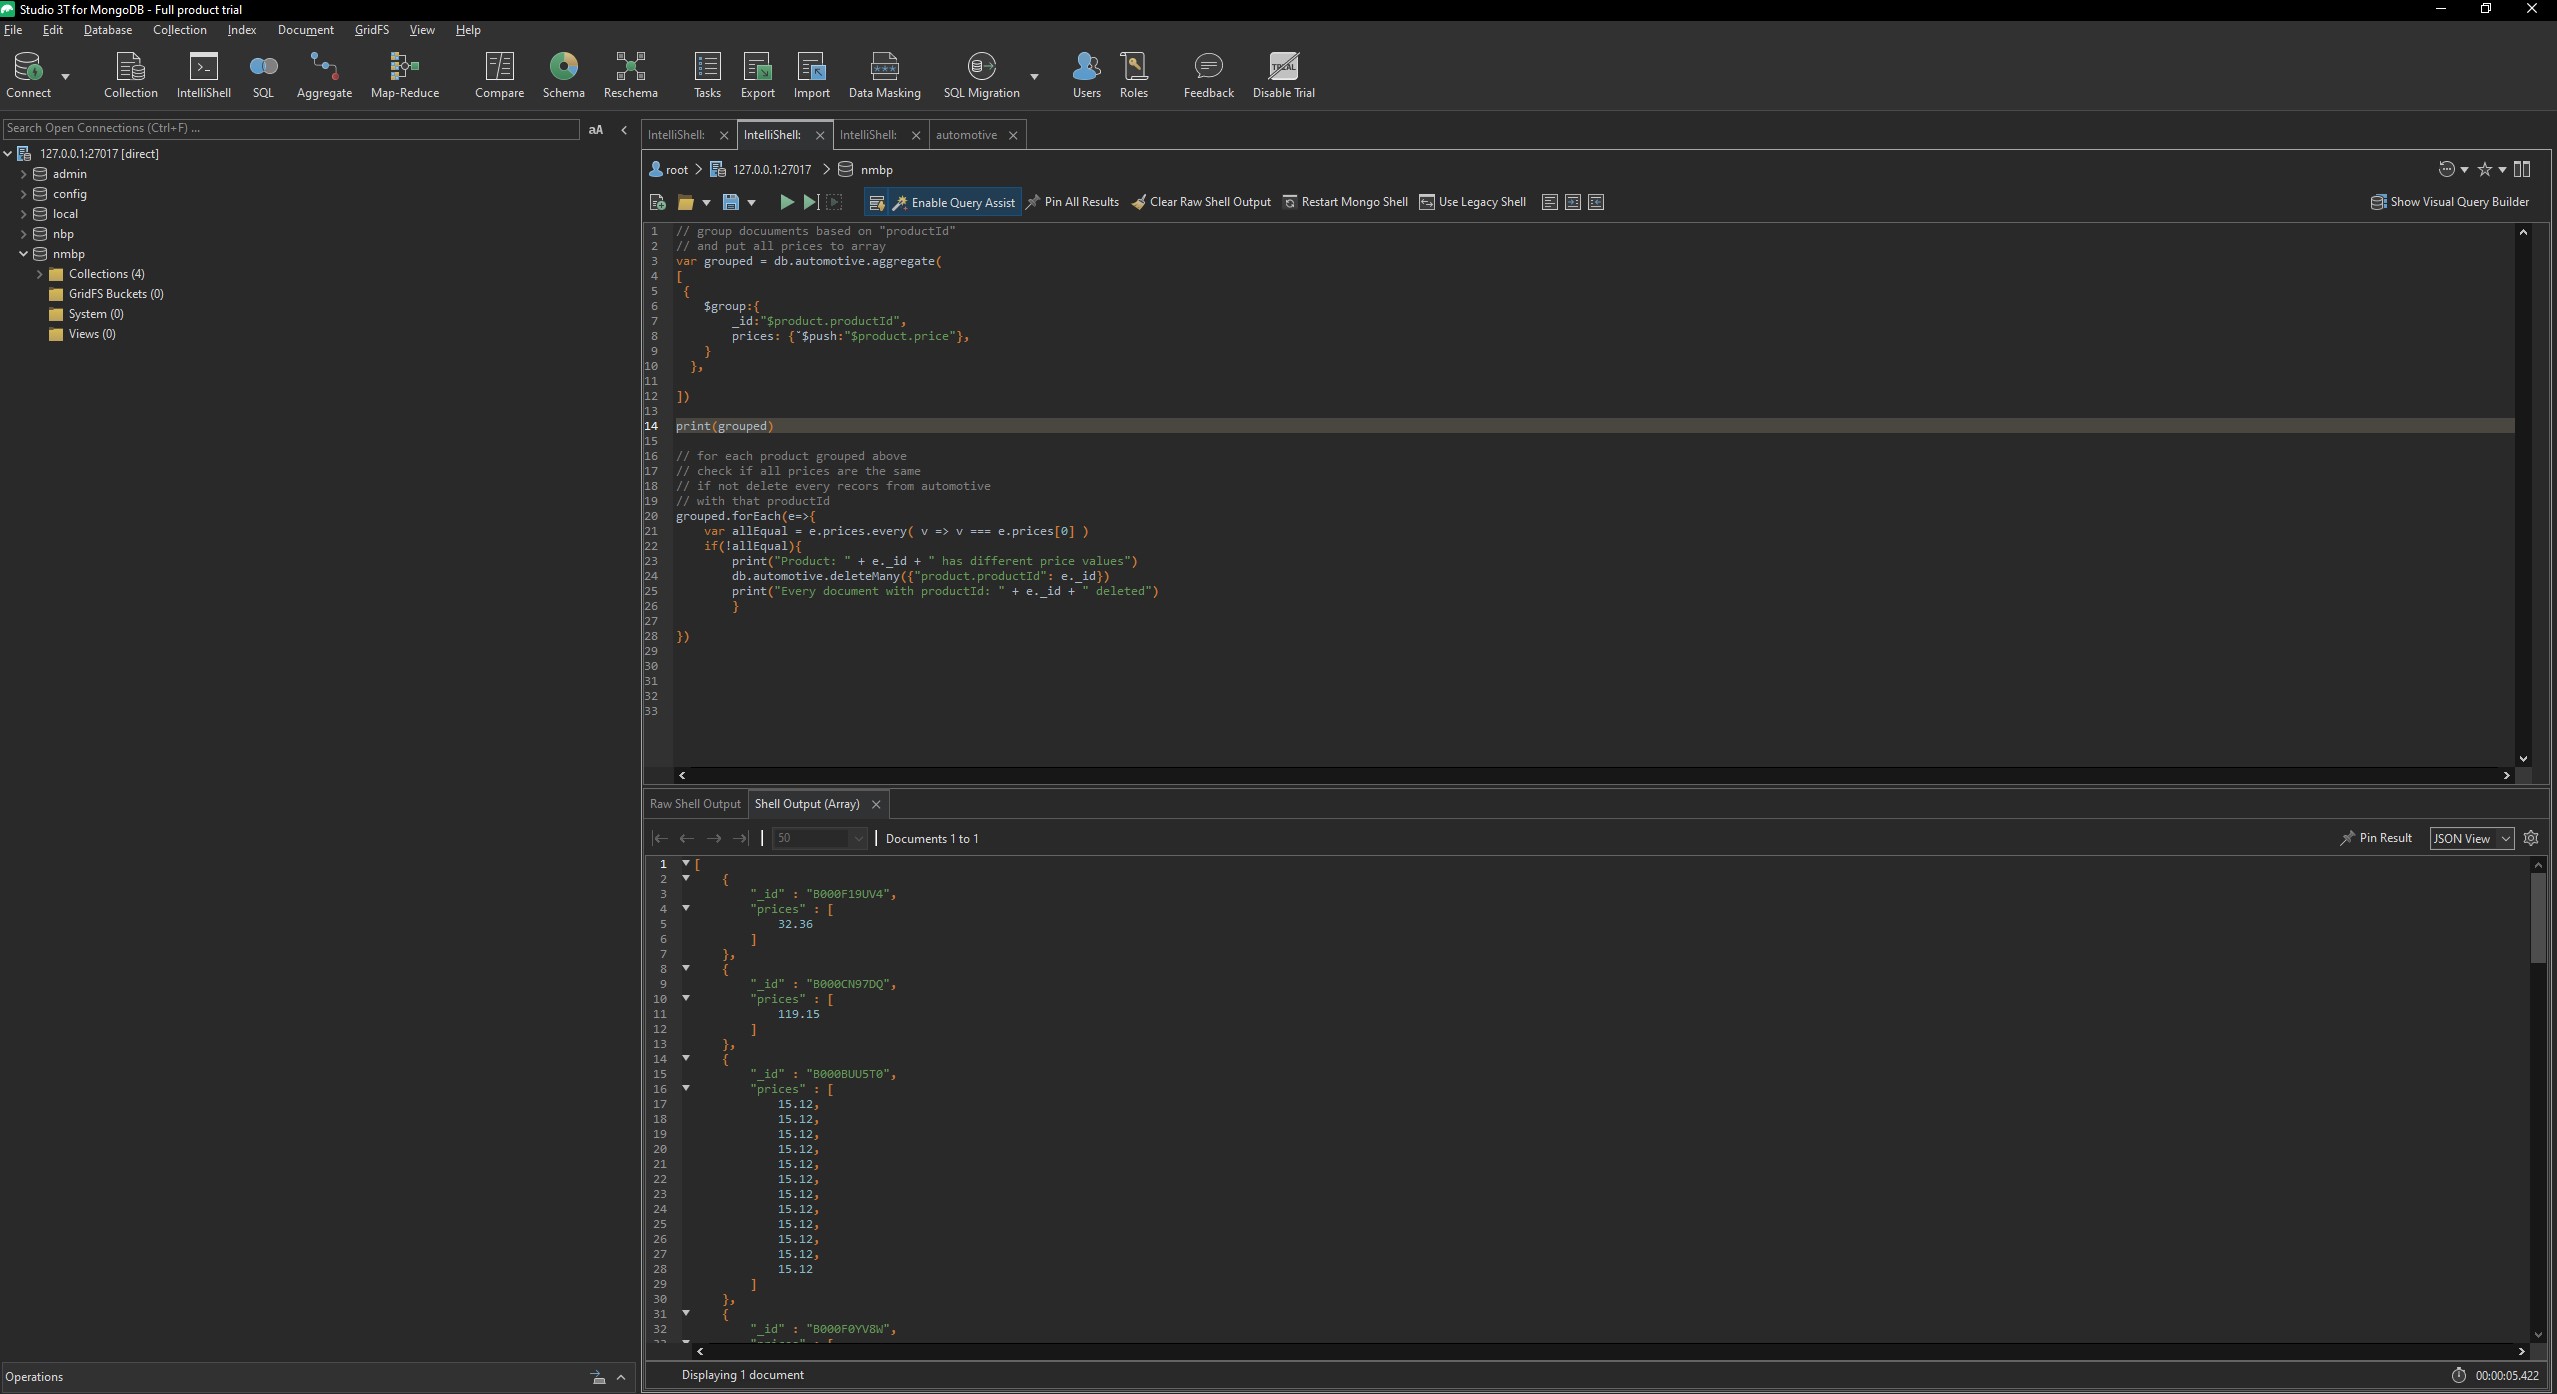 Studio 3T for MongoDB - Full product trial
File Edit Database Collection Index Document GridFS View Help
Connect Collection IntelliShell SQL Aggregate Map-Reduce Compare Schema Reschema Tasks Export Import Data Masking SQL Migration Users Roles TRIAL Feedback Disable Trial
Search Open Connections (Ctrl+F) ... aA
127.0.0.1:27017 [direct]
admin
config
local
nbp
nmbp
Collections (4)
GridFS Buckets (0)
System (0)
Views (0)
Operations
IntelliShell: IntelliShell: IntelliShell: automotive
root 127.0.0.1:27017 nmbp
Enable Query Assist Pin All Results Clear Raw Shell Output Restart Mongo Shell Use Legacy Shell Show Visual Query Builder
1 // group docuuments based on "productId"
2 // and put all prices to array
3 var grouped = db.automotive.aggregate(
4 [
5 {
6 $group:{
7 _id:"$product.productId",
8 prices: {˘$push:"$product.price"},
9 }
10 },
11
12 ])
13
14 print(grouped)
15
16 // for each product grouped above
17 // check if all prices are the same
18 // if not delete every recors from automotive
19 // with that productId
20 grouped.forEach(e=>{
21 var allEqual = e.prices.every( v => v === e.prices[0] )
22 if(!allEqual){
23 print("Product: " + e._id + " has different price values")
24 db.automotive.deleteMany({"product.productId": e._id})
25 print("Every document with productId: " + e._id + " deleted")
26 }
27
28 })
29
30
31
32
33
Raw Shell Output Shell Output (Array)
50 Documents 1 to 1 Pin Result JSON View
1 [
2 {
3 "_id" : "B000F19UV4",
4 "prices" : [
5 32.36
6 ]
7 },
8 {
9 "_id" : "B000CN97DQ",
10 "prices" : [
11 119.15
12 ]
13 },
14 {
15 "_id" : "B000BUU5T0",
16 "prices" : [
17 15.12,
18 15.12,
19 15.12,
20 15.12,
21 15.12,
22 15.12,
23 15.12,
24 15.12,
25 15.12,
26 15.12,
27 15.12,
28 15.12
29 ]
30 },
31 {
32 "_id" : "B000F0YV8W",
Displaying 1 document 00:00:05.422